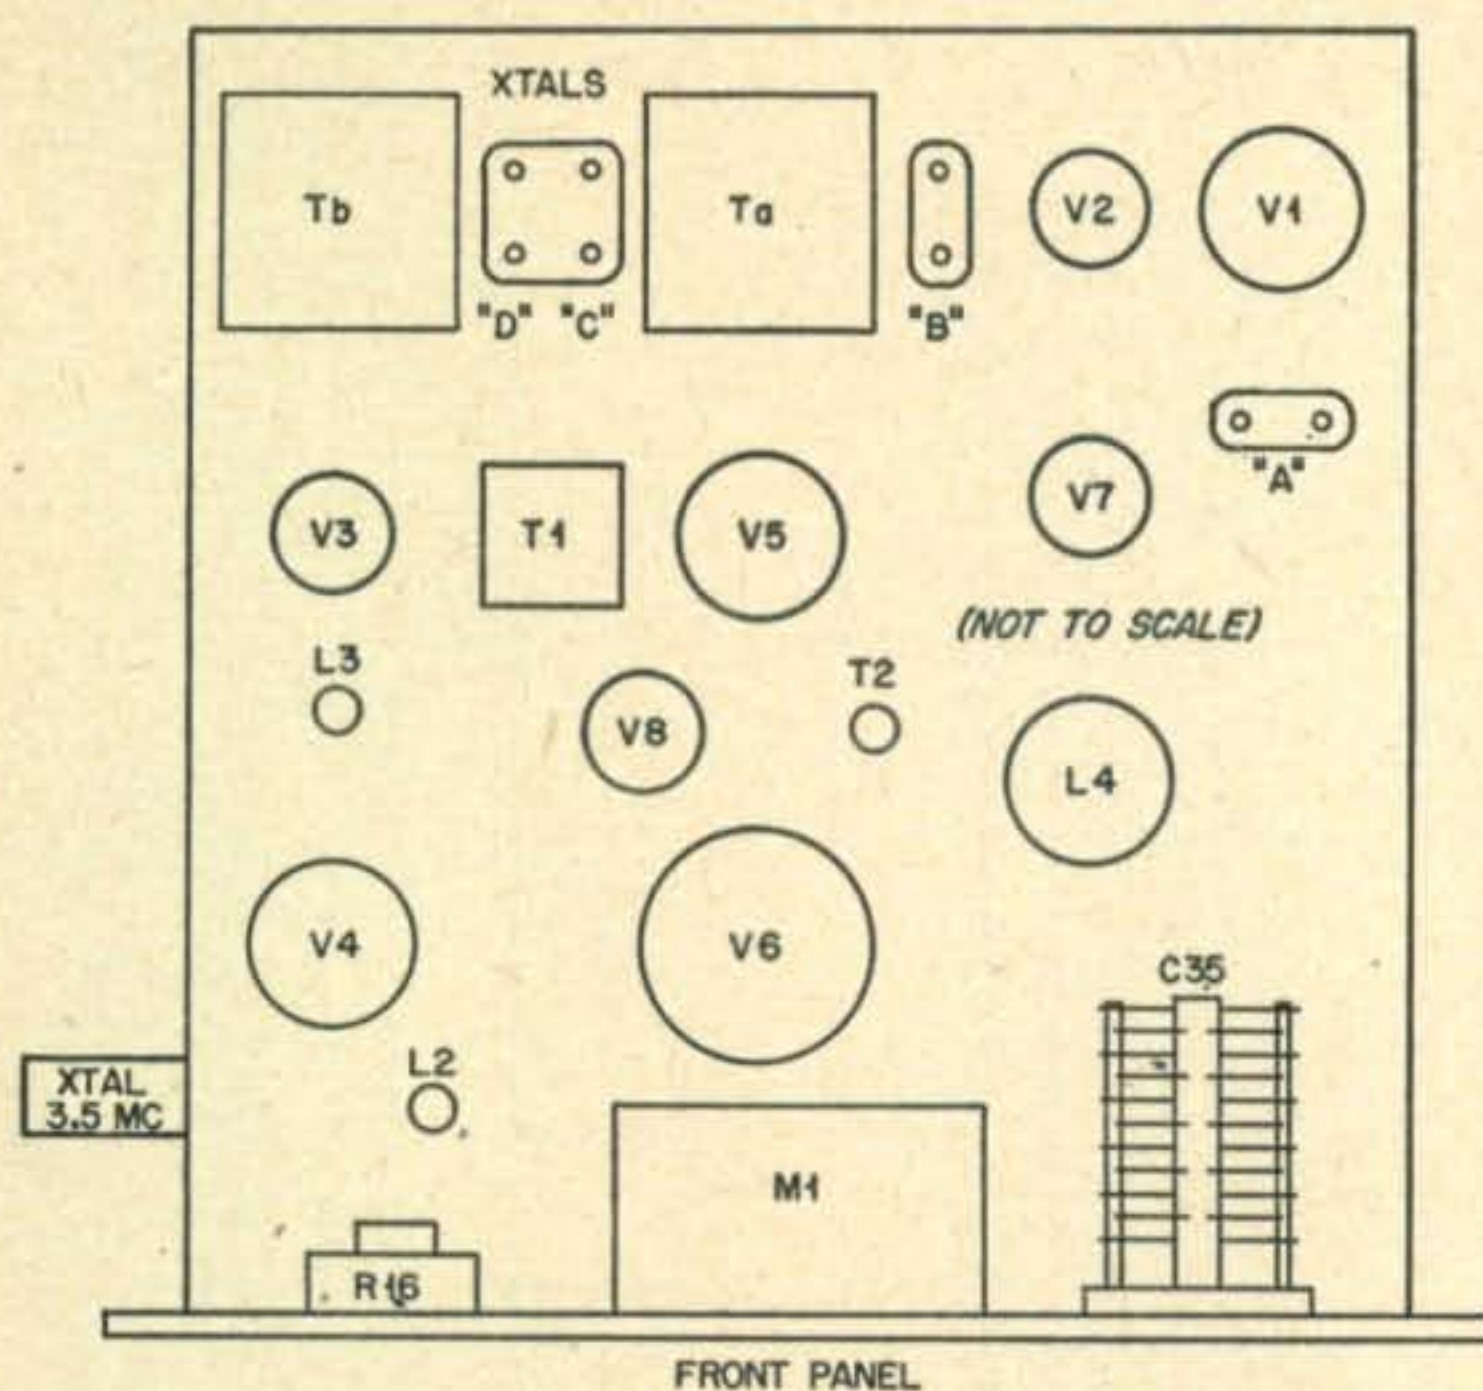 XTALS
Tb
Ta
V2
V1
"D" "C"
"B"
"A"
V3
T1
V5
V7
(NOT TO SCALE)
L3
T2
V8
L4
V4
V6
C35
L2
XTAL
3.5 MC
M1
R16
FRONT PANEL